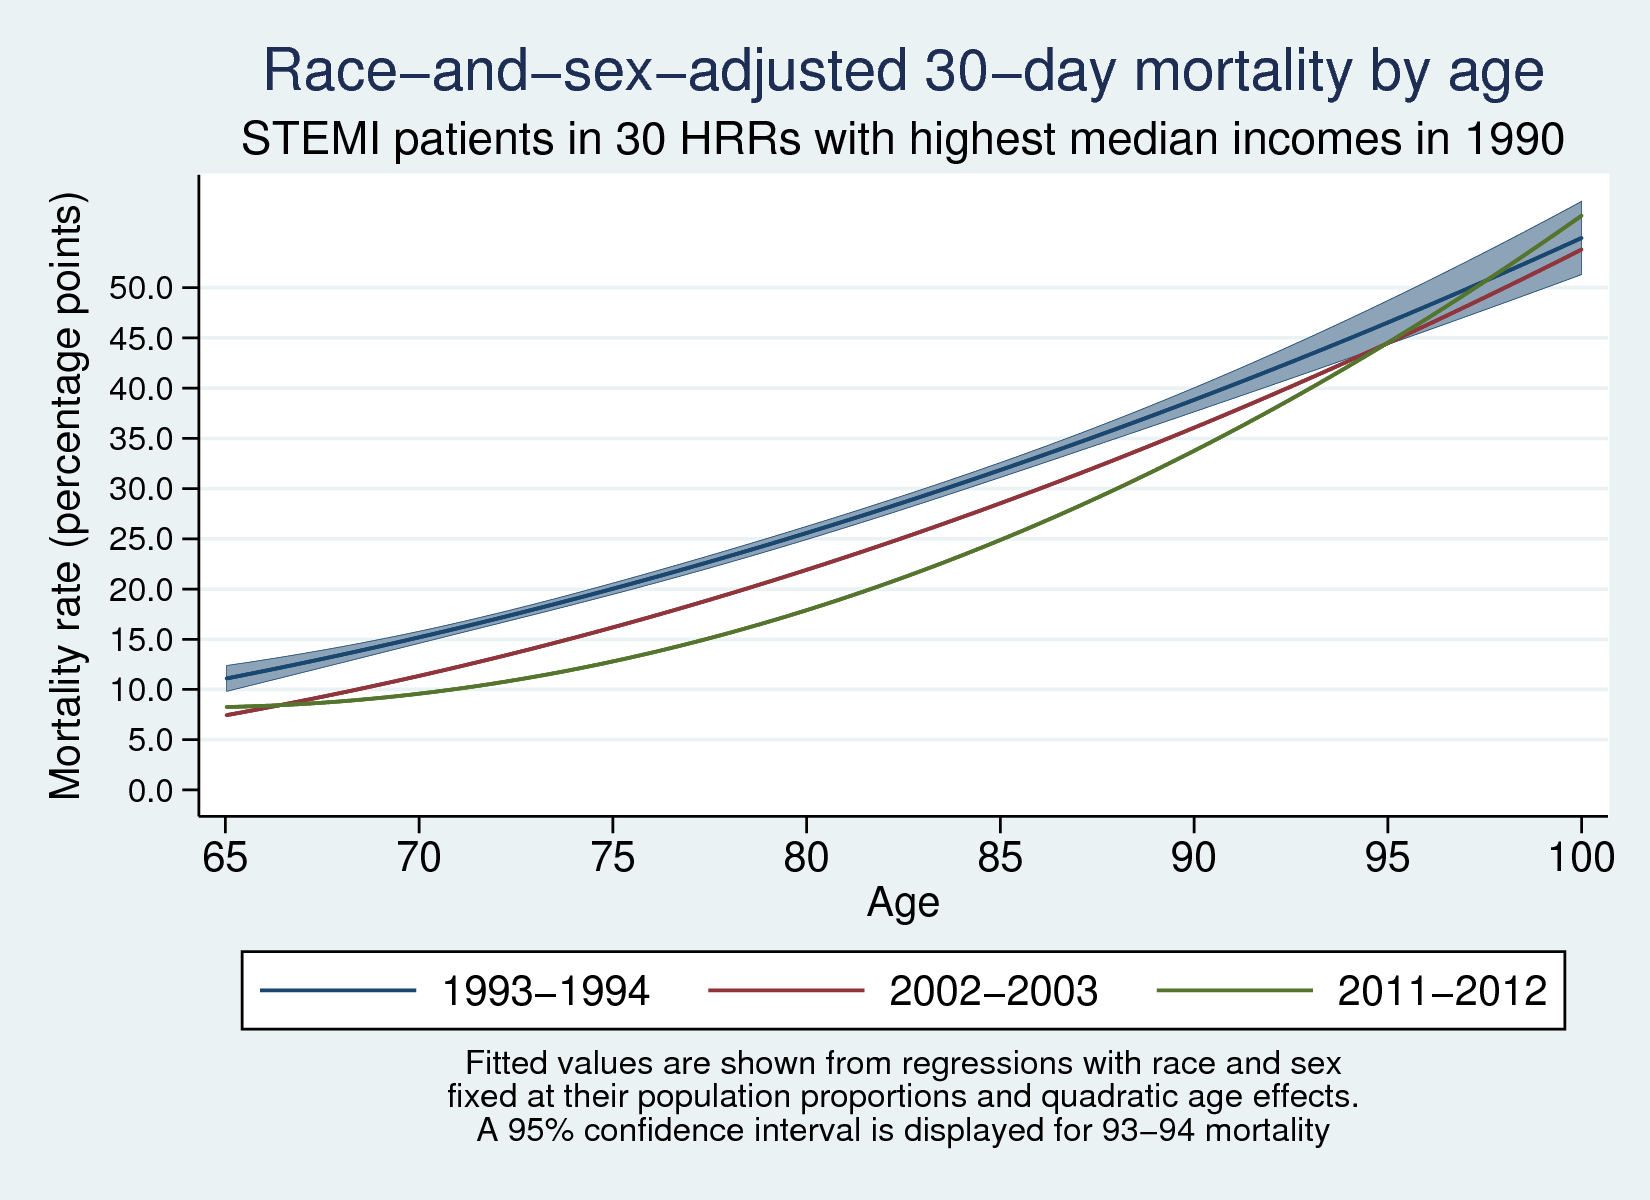 Race−and−sex−adjusted 30−day mortality by age
STEMI patients in 30 HRRs with highest median incomes in 1990
Mortality rate (percentage points)
50.0
45.0
40.0
35.0
30.0
25.0
20.0
15.0
10.0
5.0
0.0
65 70 75 80 85 90 95 100
Age
1993−1994 2002−2003 2011−2012
Fitted values are shown from regressions with race and sex
fixed at their population proportions and quadratic age effects.
A 95% confidence interval is displayed for 93−94 mortality